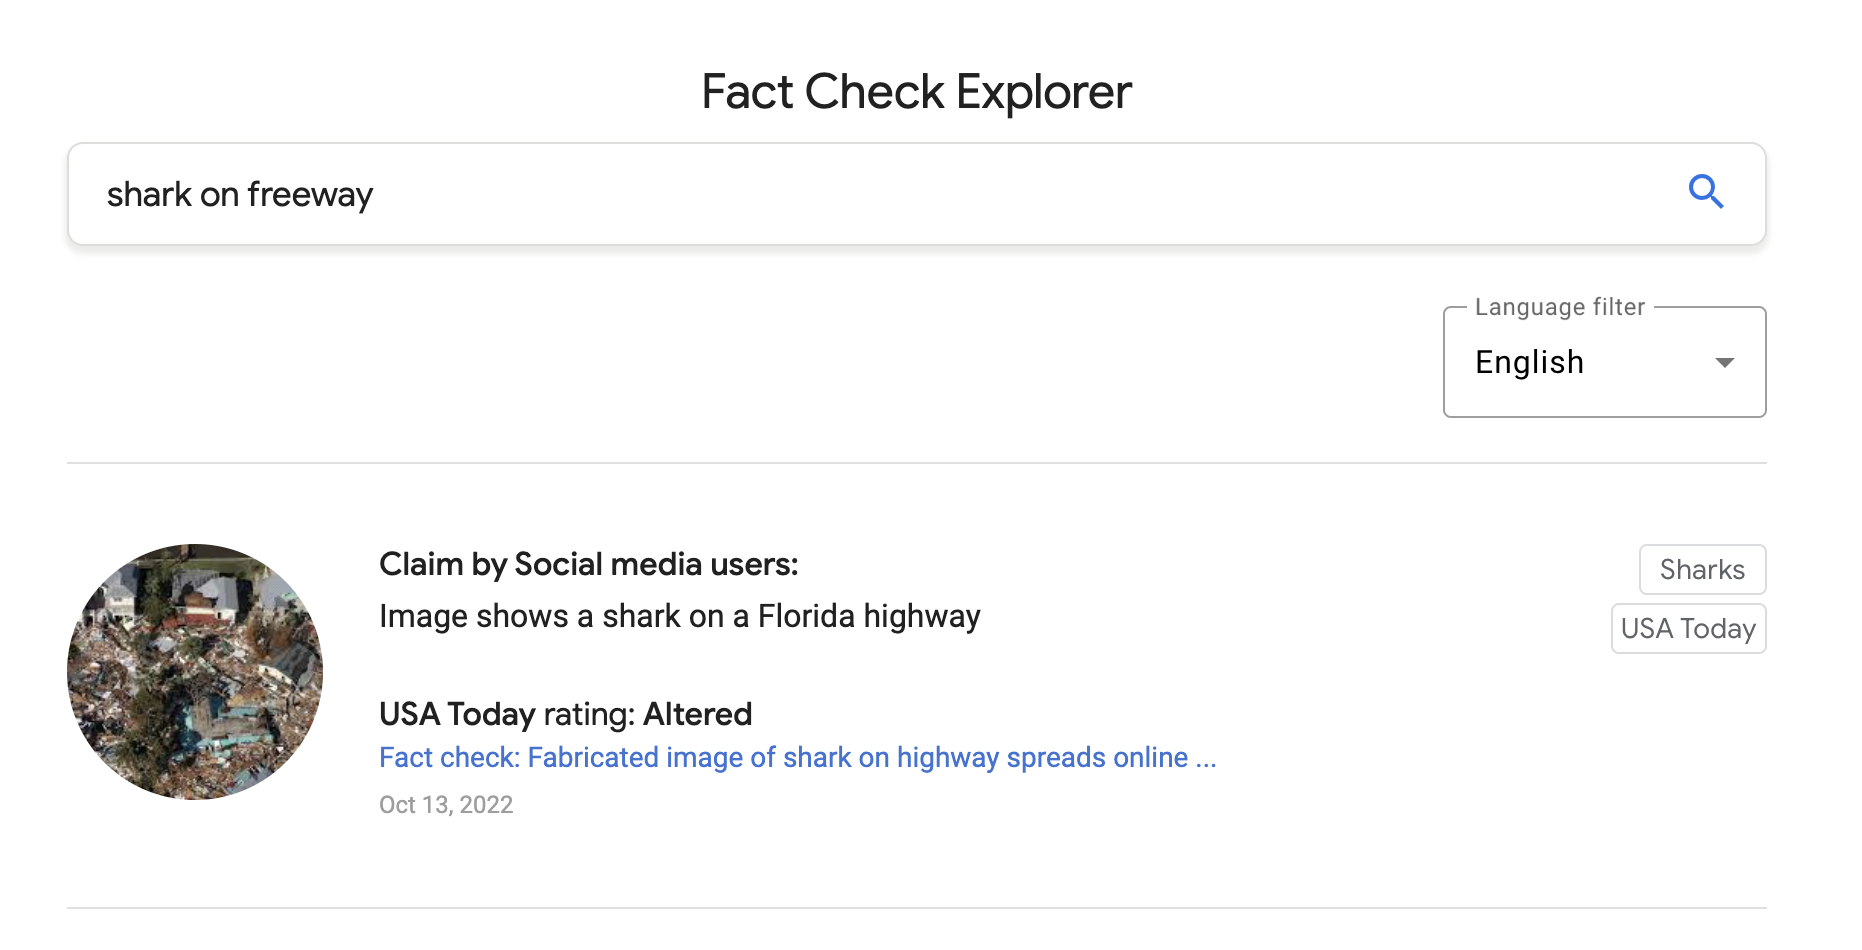 Fact Check Explorer
shark on freeway
Language filter
English
Claim by Social media users:
Image shows a shark on a Florida highway
Sharks
USA Today
USA Today rating: Altered
Fact check: Fabricated image of shark on highway spreads online ...
Oct 13, 2022